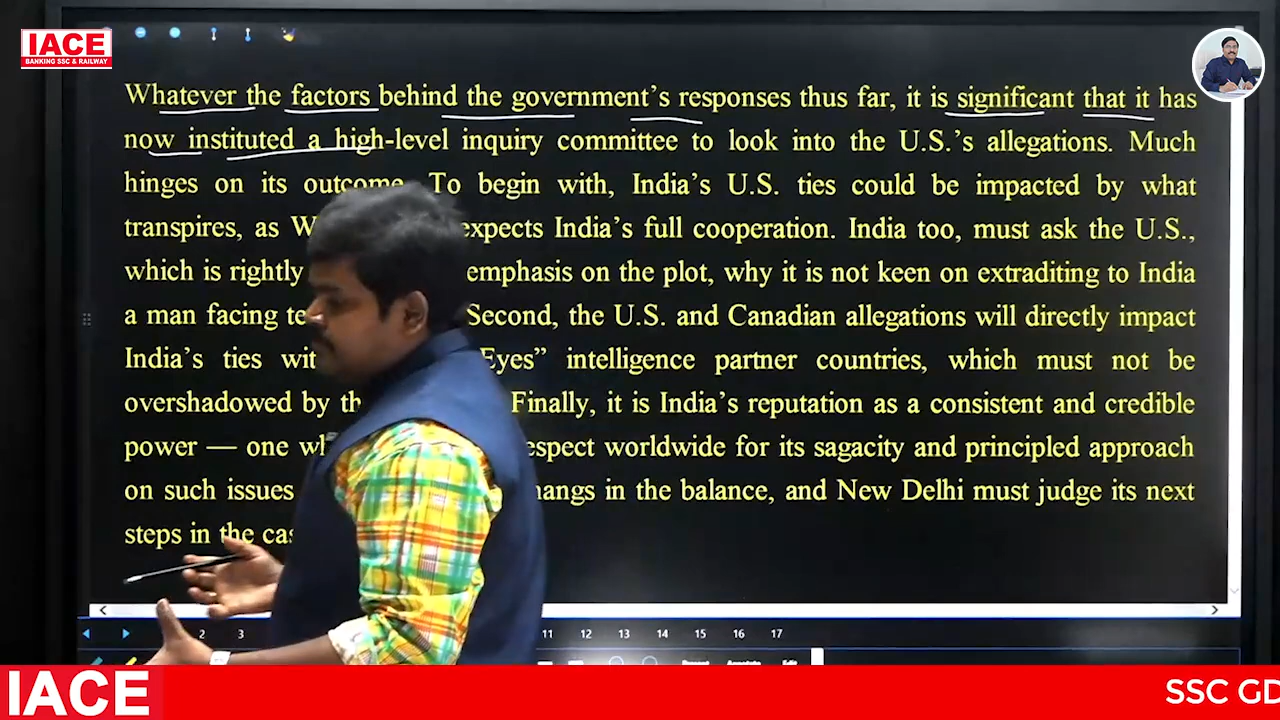 IACE
BANKING SSC & RAILWAY
Whatever the factors behind the government's responses thus far, it is significant that it has
now instituted a high-level inquiry committee to look into the U.S.'s allegations. Much
hinges on its outcome. To begin with, India's U.S. ties could be impacted by what
transpires, as expects India's full cooperation. India too, must ask the U.S.,
which is rightly emphasis on the plot, why it is not keen on extraditing to India
a man facing Second, the U.S. and Canadian allegations will directly impact
India's ties Eyes” intelligence partner countries, which must not be
overshadowed by Finally, it is India's reputation as a consistent and credible
power — one worldwide for its sagacity and principled approach
on such issues hangs in the balance, and New Delhi must judge its next
steps in the
2 3 11 12 13 14 15 16 17
IACE
SSC GD